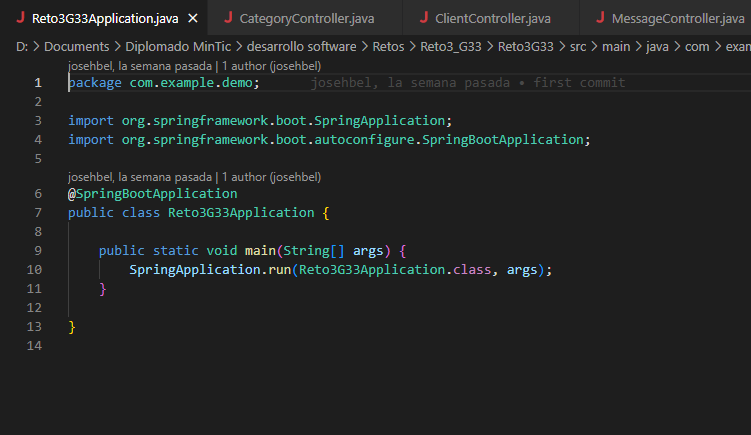 J Reto3G33Application.java × J CategoryController.java J ClientController.java J MessageController.java
D: > Documents > Diplomado MinTic > desarrollo software > Retos > Reto3_G33 > Reto3G33 > src > main > java > com > exam
josehbel, la semana pasada | 1 author (josehbel)
1 package com.example.demo; josehbel, la semana pasada • first commit
2
3 import org.springframework.boot.SpringApplication;
4 import org.springframework.boot.autoconfigure.SpringBootApplication;
5
josehbel, la semana pasada | 1 author (josehbel)
6 @SpringBootApplication
7 public class Reto3G33Application {
8
9     public static void main(String[] args) {
10         SpringApplication.run(Reto3G33Application.class, args);
11     }
12
13 }
14